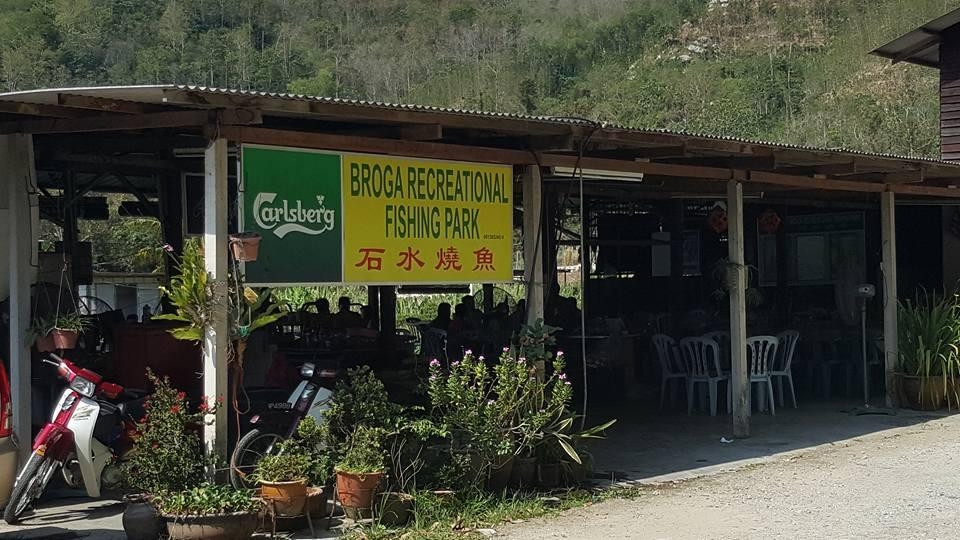 Carlsberg
BROGA RECREATIONAL
FISHING PARK
石水燒魚